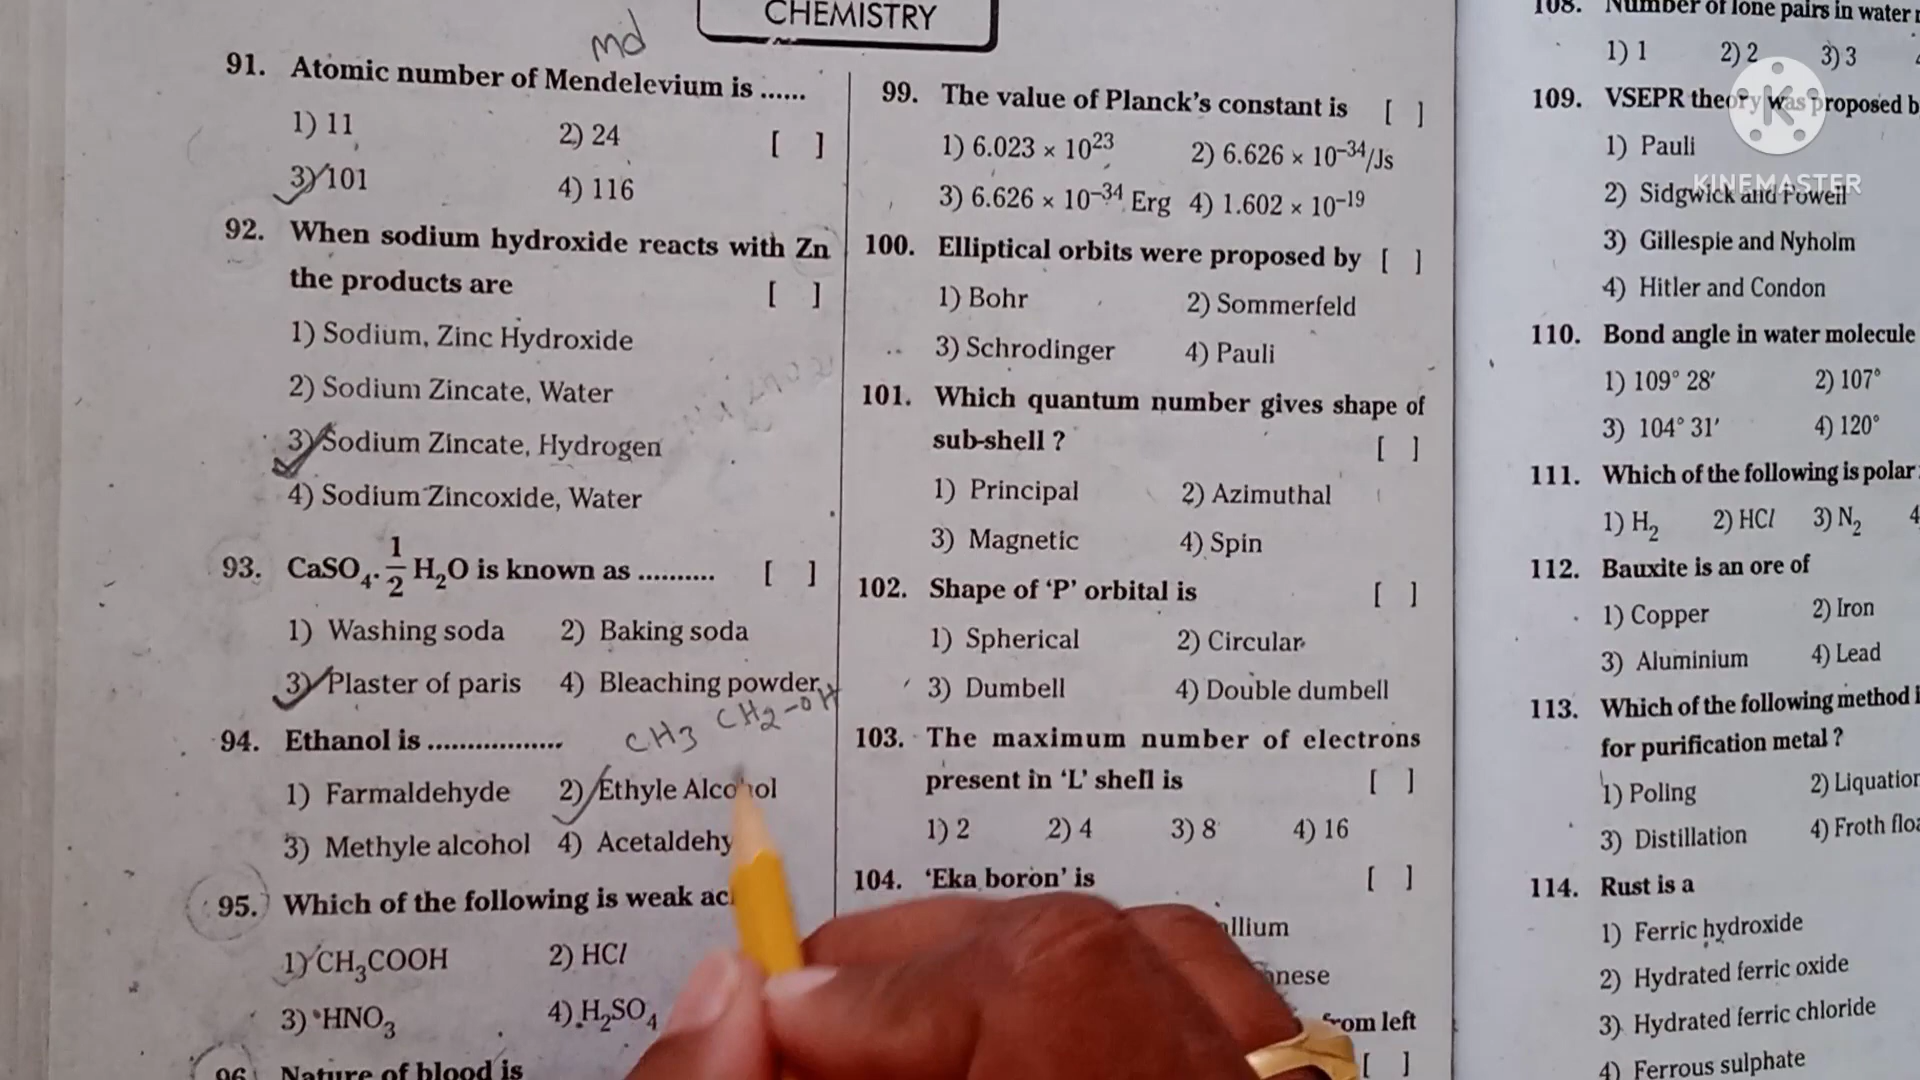 CHEMISTRY
md
91. Atomic number of Mendelevium is ......
1) 11 2) 24 [ ]
3) 101 4) 116
92. When sodium hydroxide reacts with Zn
the products are [ ]
1) Sodium, Zinc Hydroxide
2) Sodium Zincate, Water
3) Sodium Zincate, Hydrogen
4) Sodium Zincoxide, Water
93. CaSO₄. 1/2 H₂O is known as .......... [ ]
1) Washing soda 2) Baking soda
3) Plaster of paris 4) Bleaching powder
CH3 CH2-OH
94. Ethanol is .................
1) Farmaldehyde 2) Ethyle Alcohol
3) Methyle alcohol 4) Acetaldehy
95. Which of the following is weak
1) CH₃COOH 2) HCl
3) HNO₃ 4) H₂SO₄
96. Nature of blood is
99. The value of Planck's constant is [ ]
1) 6.023 × 10²³ 2) 6.626 × 10⁻³⁴/Js
3) 6.626 × 10⁻³⁴ Erg 4) 1.602 × 10⁻¹⁹
100. Elliptical orbits were proposed by [ ]
1) Bohr 2) Sommerfeld
3) Schrodinger 4) Pauli
101. Which quantum number gives shape of
sub-shell ? [ ]
1) Principal 2) Azimuthal
3) Magnetic 4) Spin
102. Shape of 'P' orbital is [ ]
1) Spherical 2) Circular
3) Dumbell 4) Double dumbell
103. The maximum number of electrons
present in 'L' shell is [ ]
1) 2 2) 4 3) 8 4) 16
104. 'Eka boron' is [ ]
llium
nese
from left
[ ]
108. Number of lone pairs in water
1) 1 2) 2 3) 3
109. VSEPR theory was proposed b
1) Pauli
2) Sidgwick and Powell
3) Gillespie and Nyholm
4) Hitler and Condon
110. Bond angle in water molecule
1) 109° 28′ 2) 107°
3) 104° 31′ 4) 120°
111. Which of the following is polar
1) H₂ 2) HCl 3) N₂ 4
112. Bauxite is an ore of
1) Copper 2) Iron
3) Aluminium 4) Lead
113. Which of the following method i
for purification metal ?
1) Poling 2) Liquation
3) Distillation 4) Froth floa
114. Rust is a
1) Ferric hydroxide
2) Hydrated ferric oxide
3) Hydrated ferric chloride
4) Ferrous sulphate
KINEMASTER